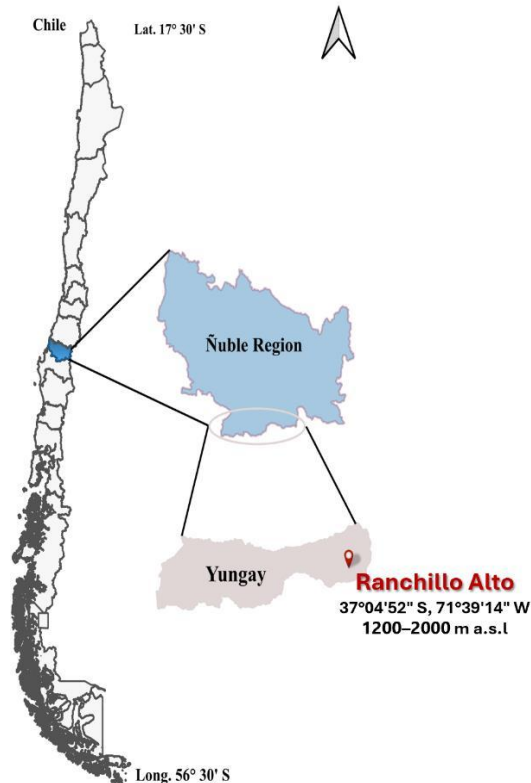 Chile
Lat. 17° 30' S
Ñuble Region
Yungay
Ranchillo Alto
37°04'52" S, 71°39'14" W
1200–2000 m a.s.l
Long. 56° 30' S